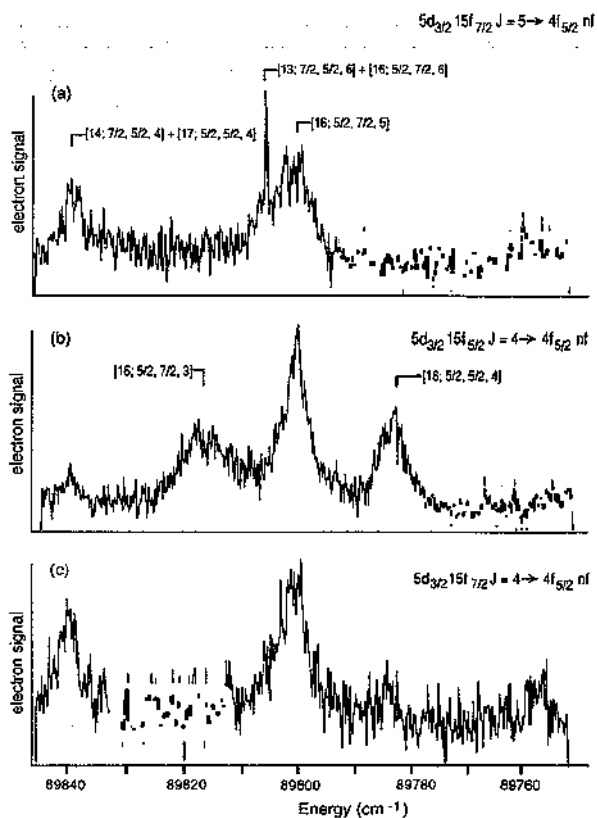 5d3/2 15f7/2 J = 5 → 4f5/2 nf
[13; 7/2, 5/2, 6] + [16; 5/2, 7/2, 6]
(a)
[14; 7/2, 5/2, 4] + [17; 5/2, 5/2, 4]
[16; 5/2, 7/2, 5]
electron signal
(b)
5d3/2 15f5/2 J = 4 → 4f5/2 nf
[16; 5/2, 7/2, 3]
[18; 5/2, 5/2, 4]
electron signal
(c)
5d3/2 15f7/2 J = 4 → 4f5/2 nf
electron signal
89840 89820 89800 89780 89760
Energy (cm-1)